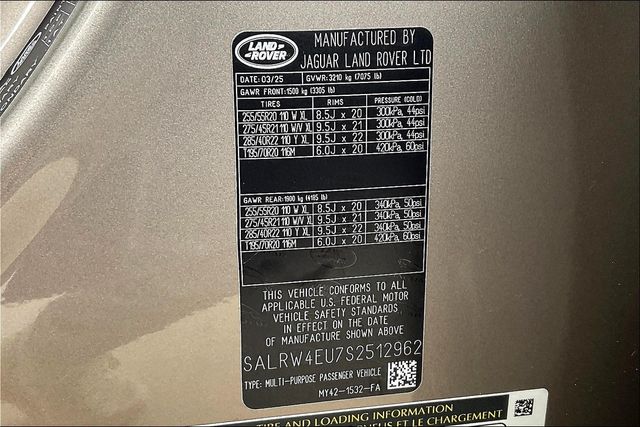 LAND ROVER
MANUFACTURED BY
JAGUAR LAND ROVER LTD
DATE: 03/25 GVWR: 3210 kg (7075 lb)
GAWR FRONT: 1500 kg (3305 lb)
TIRES RIMS PRESSURE (COLD)
255/55R20 110 W XL 8.5J x 20 300kPa, 44psi
275/45R21 110 W/V XL 9.5J x 21 300kPa, 44psi
285/40R22 110 Y XL 9.5J x 22 300kPa, 44psi
T195/70R20 116M 6.0J x 20 420kPa, 60psi
GAWR REAR: 1900 kg (4185 lb)
255/55R20 110 W XL 8.5J x 20 340kPa, 50psi
275/45R21 110 W/V XL 9.5J x 21 340kPa, 50psi
285/40R22 110 Y XL 9.5J x 22 340kPa, 50psi
T195/70R20 116M 6.0J x 20 420kPa, 60psi
THIS VEHICLE CONFORMS TO ALL
APPLICABLE U.S. FEDERAL MOTOR
VEHICLE SAFETY STANDARDS
IN EFFECT ON THE DATE
OF MANUFACTURE SHOWN ABOVE
SALRW4EU7S2512962
TYPE: MULTI-PURPOSE PASSENGER VEHICLE
MY42-1532-FA
TIRE AND LOADING INFORMATION
PNEUS ET LE CHARGEMENT